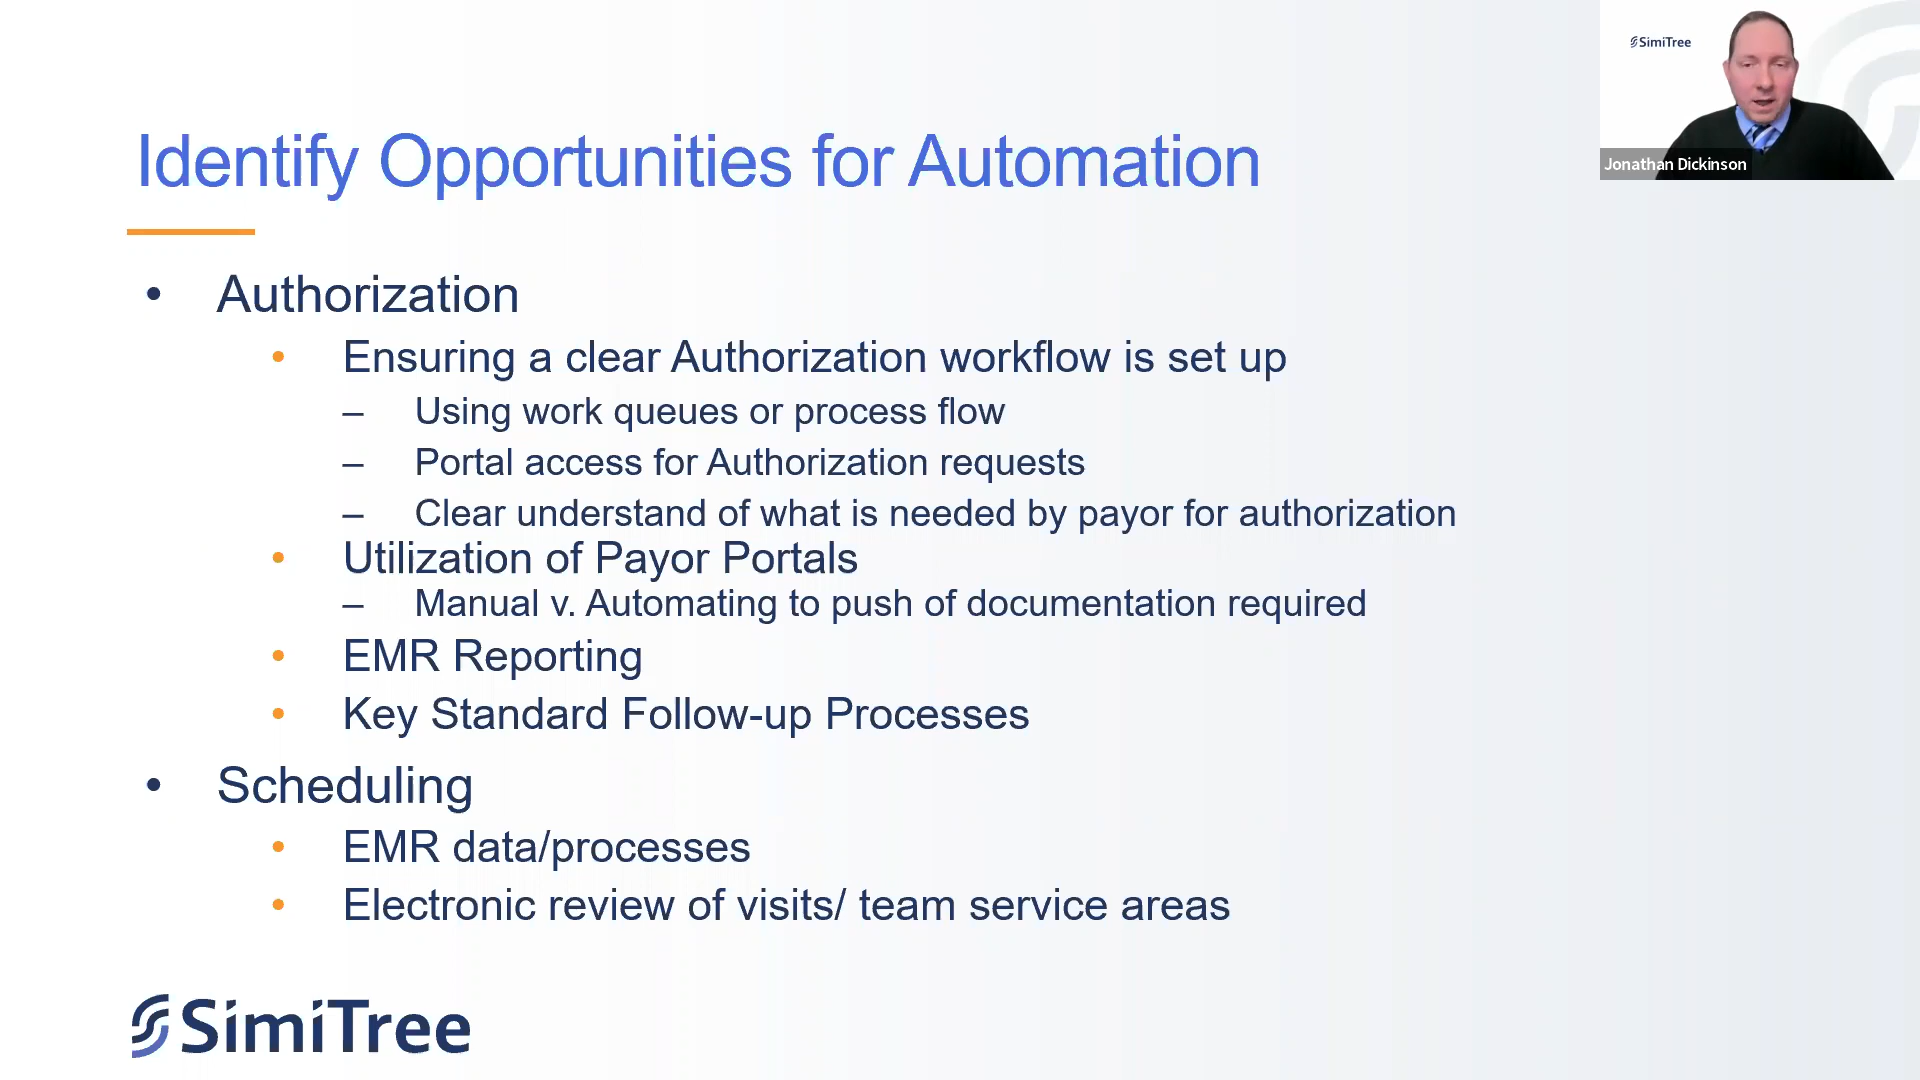 SimiTree
Jonathan Dickinson
Identify Opportunities for Automation
• Authorization
• Ensuring a clear Authorization workflow is set up
– Using work queues or process flow
– Portal access for Authorization requests
– Clear understand of what is needed by payor for authorization
• Utilization of Payor Portals
– Manual v. Automating to push of documentation required
• EMR Reporting
• Key Standard Follow-up Processes
• Scheduling
• EMR data/processes
• Electronic review of visits/ team service areas
SimiTree